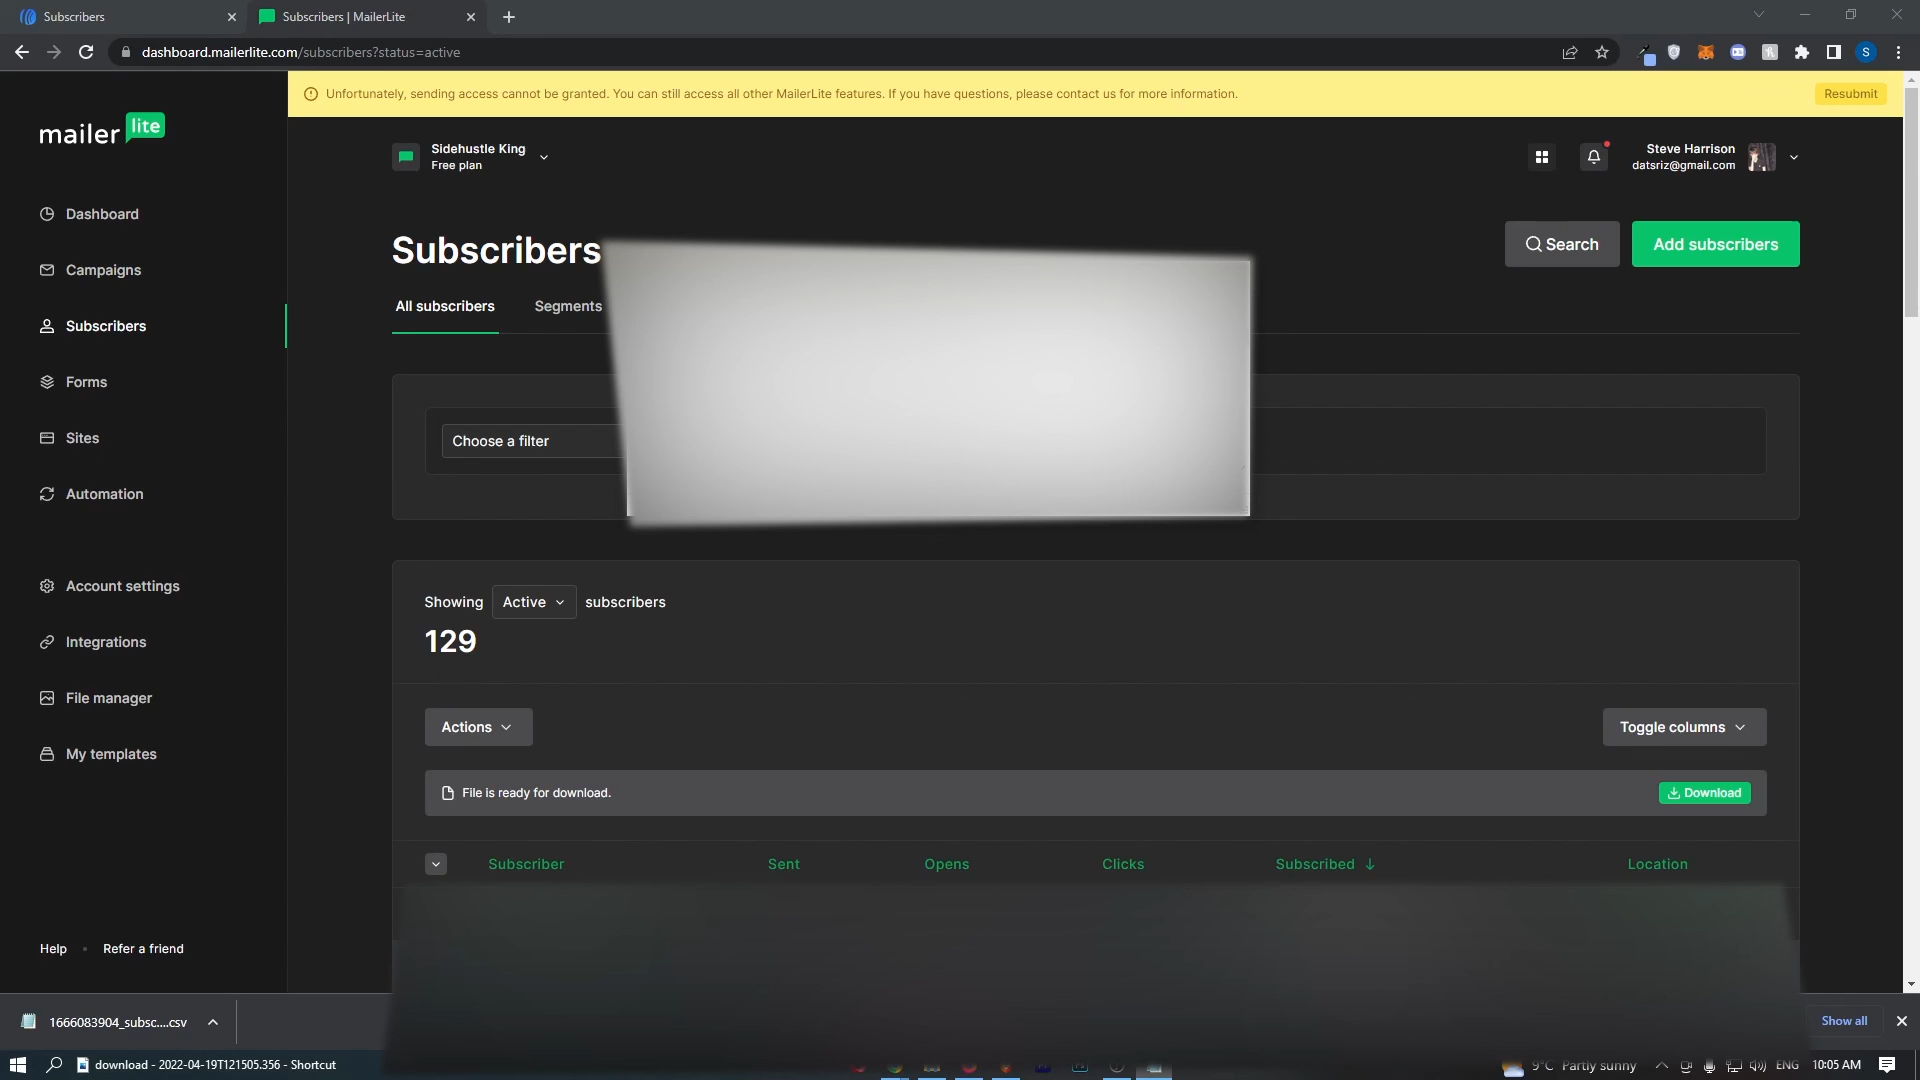 Subscribers
Subscribers | MailerLite
dashboard.mailerlite.com/subscribers?status=active
S
Unfortunately, sending access cannot be granted. You can still access all other MailerLite features. If you have questions, please contact us for more information.
Resubmit
mailer lite
Sidehustle King
Free plan
Steve Harrison
datsriz@gmail.com
Dashboard
Campaigns
Subscribers
Forms
Sites
Automation
Account settings
Integrations
File manager
My templates
Help
Refer a friend
Subscribers
Search
Add subscribers
All subscribers
Segments
Choose a filter
Showing Active subscribers
129
Actions
Toggle columns
File is ready for download.
Download
Subscriber Sent Opens Clicks Subscribed Location
1666083904_subsc....csv
Show all
download - 2022-04-19T121505.356 - Shortcut
9°C Partly sunny
ENG
10:05 AM